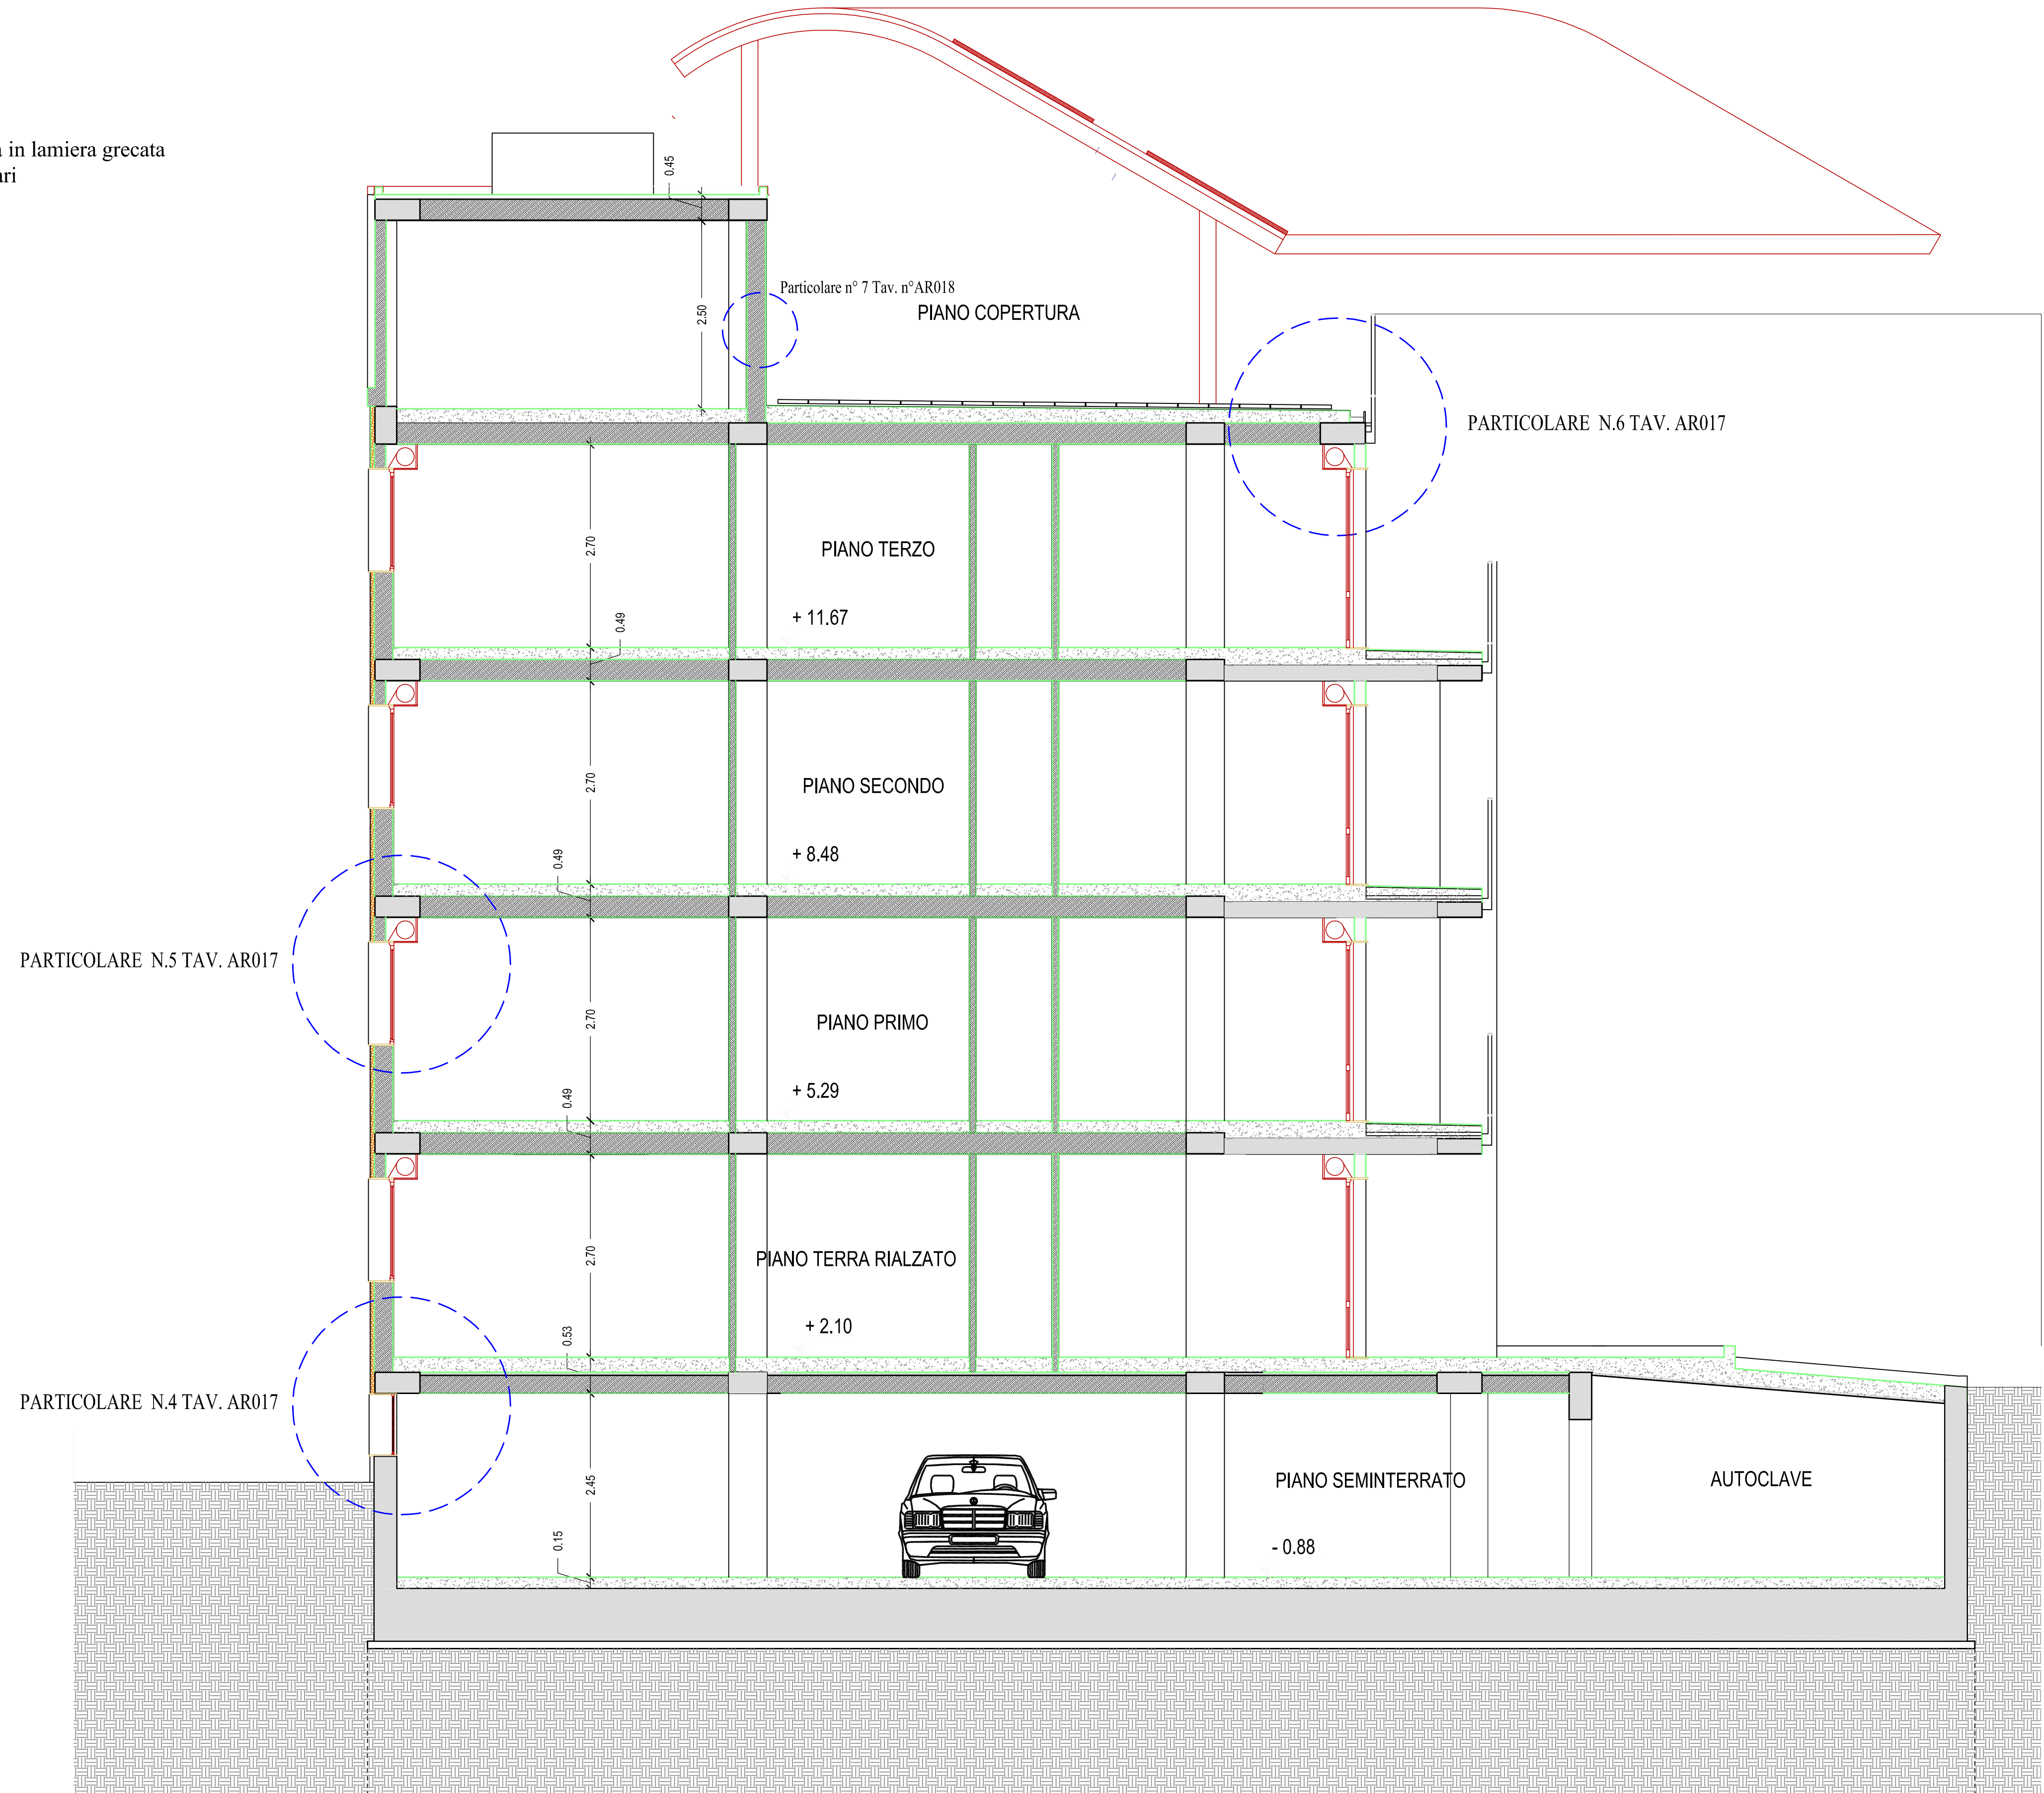 in lamiera grecata
ari
0.45
2.50
Particolare n° 7 Tav. n°AR018
PIANO COPERTURA
PARTICOLARE N.6 TAV. AR017
2.70
PIANO TERZO
+ 11.67
0.49
2.70
PIANO SECONDO
+ 8.48
0.49
PARTICOLARE N.5 TAV. AR017
2.70
PIANO PRIMO
+ 5.29
0.49
2.70
PIANO TERRA RIALZATO
+ 2.10
0.53
PARTICOLARE N.4 TAV. AR017
2.45
PIANO SEMINTERRATO
AUTOCLAVE
- 0.88
0.15